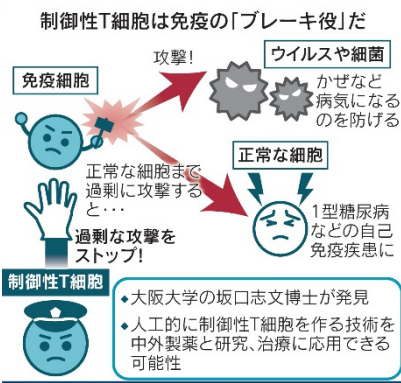 制御性T細胞は免疫の「ブレーキ役」だ
免疫細胞
攻撃!
ウイルスや細菌
かぜなど
病気になる
のを防げる
正常な細胞まで
過剰に攻撃する
と・・・
正常な細胞
1型糖尿病
などの自己
免疫疾患に
過剰な攻撃を
ストップ!
制御性T細胞
◆大阪大学の坂口志文博士が発見
◆人工的に制御性T細胞を作る技術を
中外製薬と研究、治療に応用できる
可能性